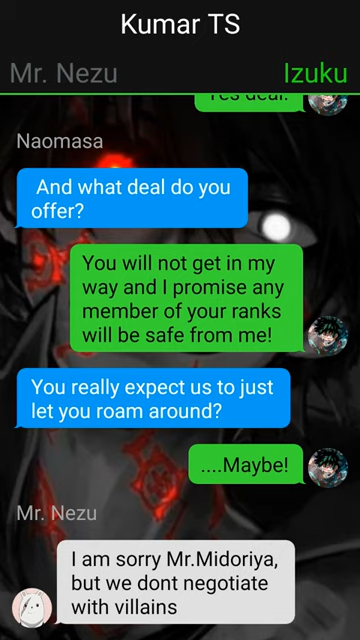 Kumar TS
Mr. Nezu
Izuku
Yes deal.
Naomasa
And what deal do you
offer?
You will not get in my
way and I promise any
member of your ranks
will be safe from me!
You really expect us to just
let you roam around?
....Maybe!
Mr. Nezu
I am sorry Mr.Midoriya,
but we dont negotiate
with villains